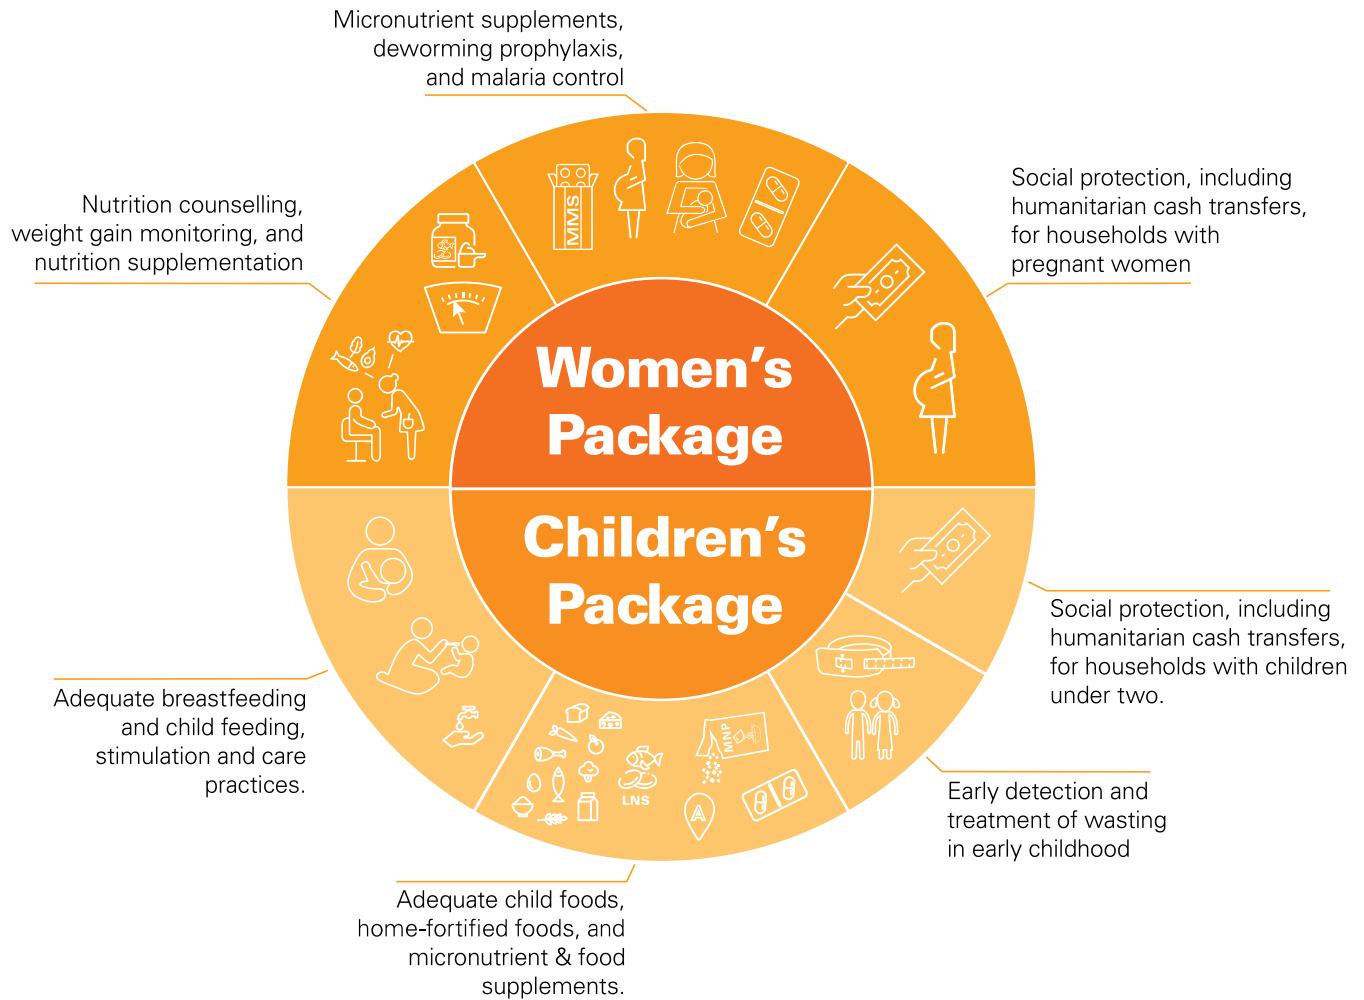 Micronutrient supplements,
deworming prophylaxis,
and malaria control
Social protection, including
humanitarian cash transfers,
for households with
pregnant women
Nutrition counselling,
weight gain monitoring, and
nutrition supplementation
MMS
Women's
Package
Children's
Package
Social protection, including
humanitarian cash transfers,
for households with children
under two.
Adequate breastfeeding
and child feeding,
stimulation and care
practices.
MNP
LNS
A
Early detection and
treatment of wasting
in early childhood
Adequate child foods,
home-fortified foods, and
micronutrient & food
supplements.